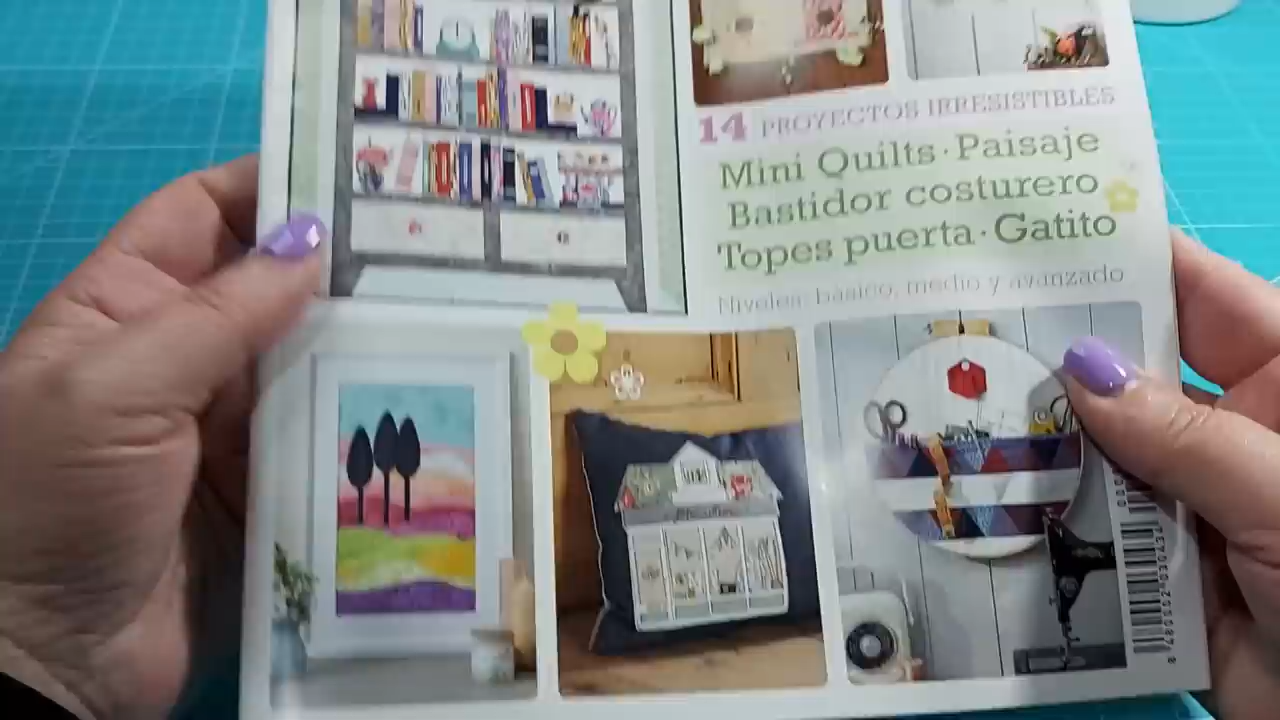 14 PROYECTOS IRRESISTIBLES
Mini Quilts · Paisaje
Bastidor costurero
Topes puerta · Gatito
Niveles: básico, medio y avanzado